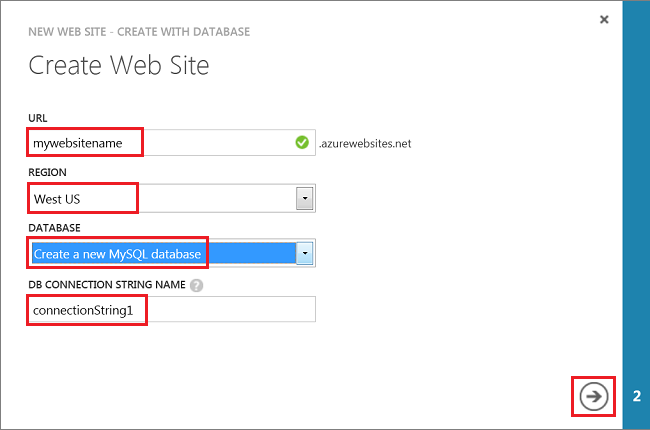 NEW WEB SITE - CREATE WITH DATABASE
Create Web Site
URL
mywebsitename .azurewebsites.net
REGION
West US
DATABASE
Create a new MySQL database
DB CONNECTION STRING NAME ?
connectionString1
2